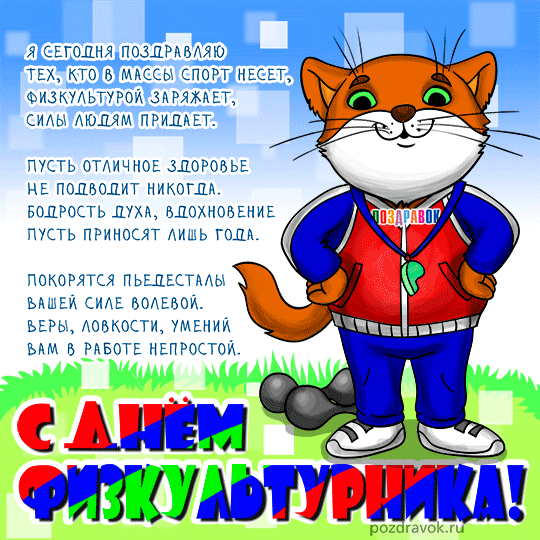 Я СЕГОДНЯ ПОЗДРАВЛЯЮ
ТЕХ, КТО В МАССЫ СПОРТ НЕСЕТ,
ФИЗКУЛЬТУРОЙ ЗАРЯЖАЕТ,
СИЛЫ ЛЮДЯМ ПРИДАЕТ.
ПУСТЬ ОТЛИЧНОЕ ЗДОРОВЬЕ
НЕ ПОДВОДИТ НИКОГДА.
БОДРОСТЬ ДУХА, ВДОХНОВЕНИЕ
ПУСТЬ ПРИНОСЯТ ЛИШЬ ГОДА.
ПОКОРЯТСЯ ПЬЕДЕСТАЛЫ
ВАШЕЙ СИЛЕ ВОЛЕВОЙ.
ВЕРЫ, ЛОВКОСТИ, УМЕНИЙ
ВАМ В РАБОТЕ НЕПРОСТОЙ.
ПОЗДРАВОК
С ДНЁМ
ФИЗКУЛЬТУРНИКА!
pozdravok.ru